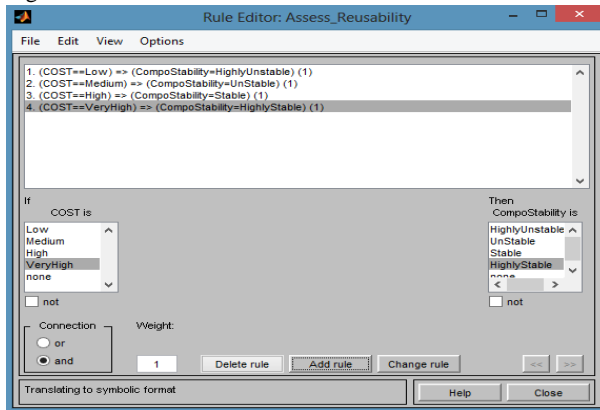 Rule Editor: Assess_Reusability
File Edit View Options
1. (COST==Low) => (CompoStability=HighlyUnstable) (1)
2. (COST==Medium) => (CompoStability=UnStable) (1)
3. (COST==High) => (CompoStability=Stable) (1)
4. (COST==VeryHigh) => (CompoStability=HighlyStable) (1)
If Then
COST is CompoStability is
Low HighlyUnstable
Medium UnStable
High Stable
VeryHigh HighlyStable
none none
< >
not not
Connection Weight:
or
and 1 Delete rule Add rule Change rule << >>
Translating to symbolic format Help Close